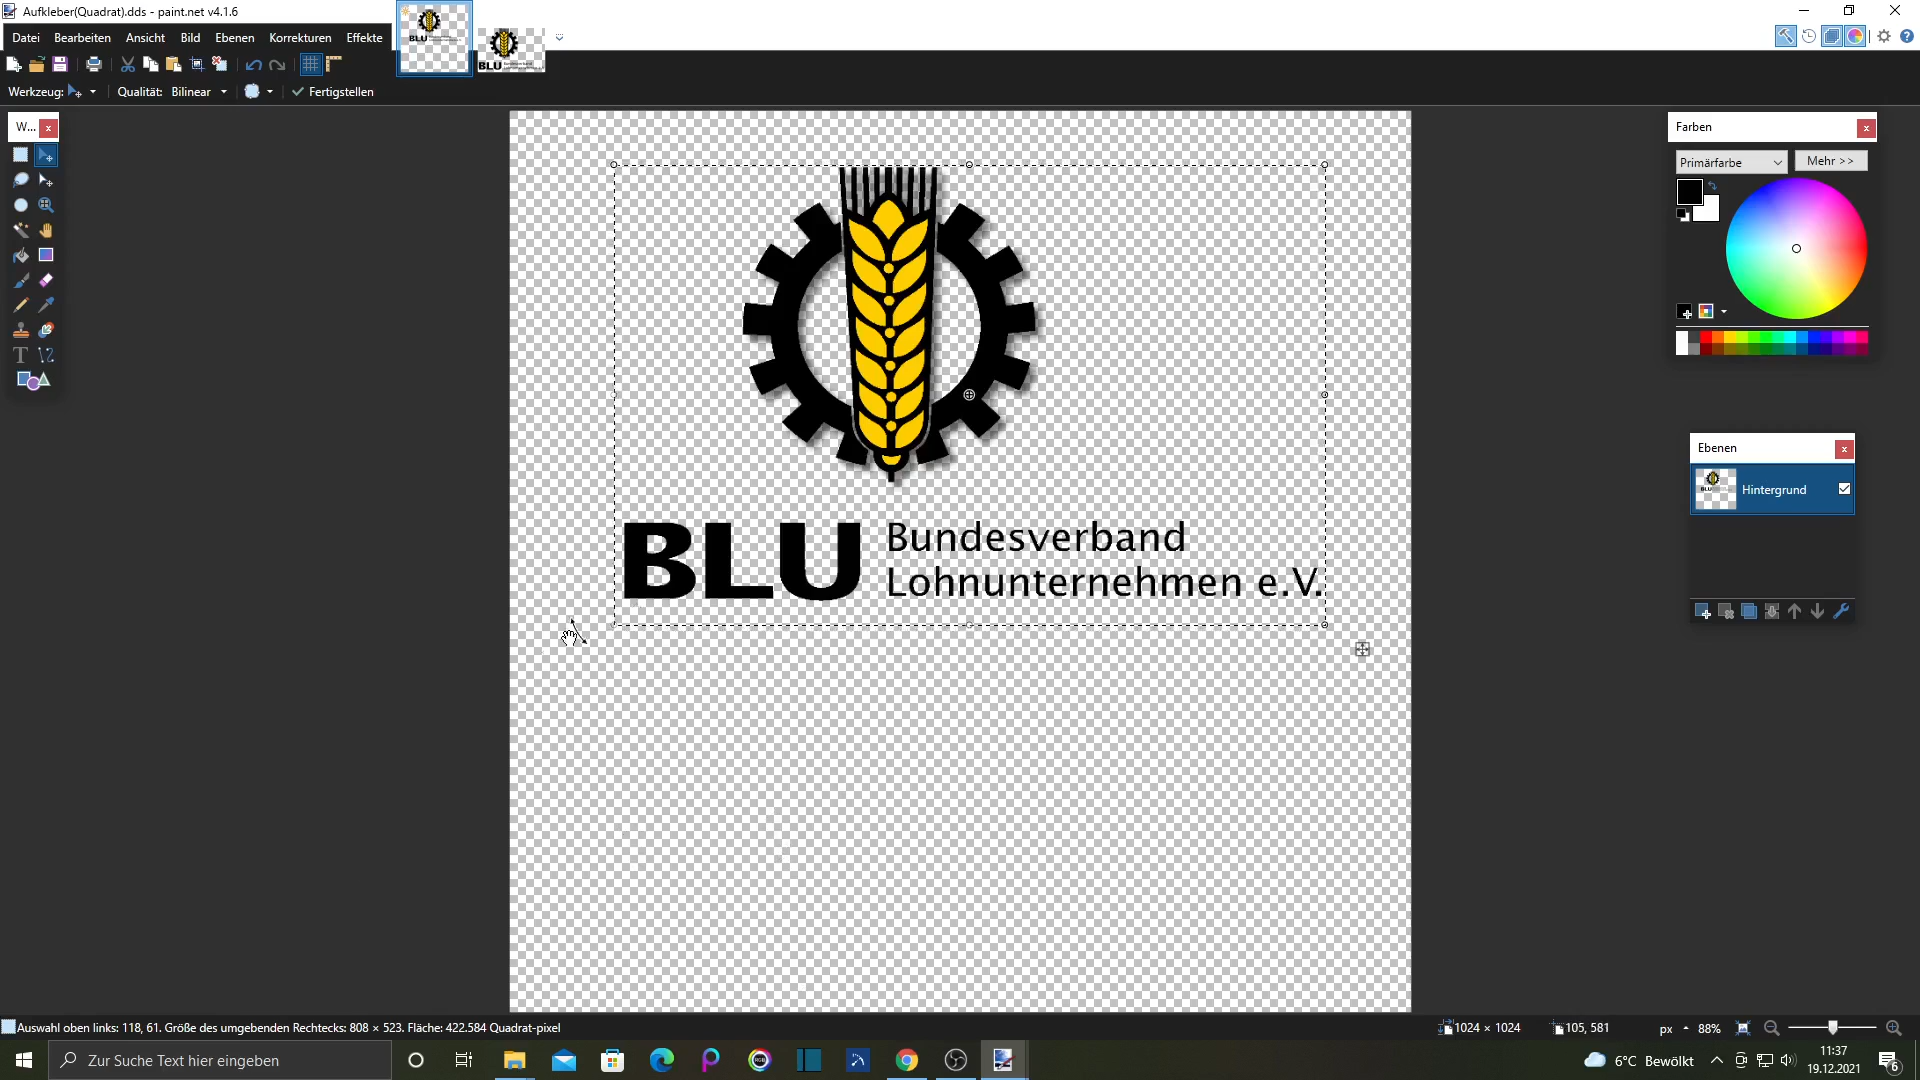 Aufkleber(Quadrat).dds - paint.net v4.1.6
Datei Bearbeiten Ansicht Bild Ebenen Korrekturen Effekte
Werkzeug: Qualität: Bilinear Fertigstellen
W...
Farben
Primärfarbe Mehr >>
BLU Bundesverband
Lohnunternehmen e.V.
Ebenen
Hintergrund
Auswahl oben links: 118, 61. Größe des umgebenden Rechtecks: 808 × 523. Fläche: 422.584 Quadrat-pixel
1024 × 1024 105, 581 px 88%
Zur Suche Text hier eingeben
6°C Bewölkt
11:37
19.12.2021
6